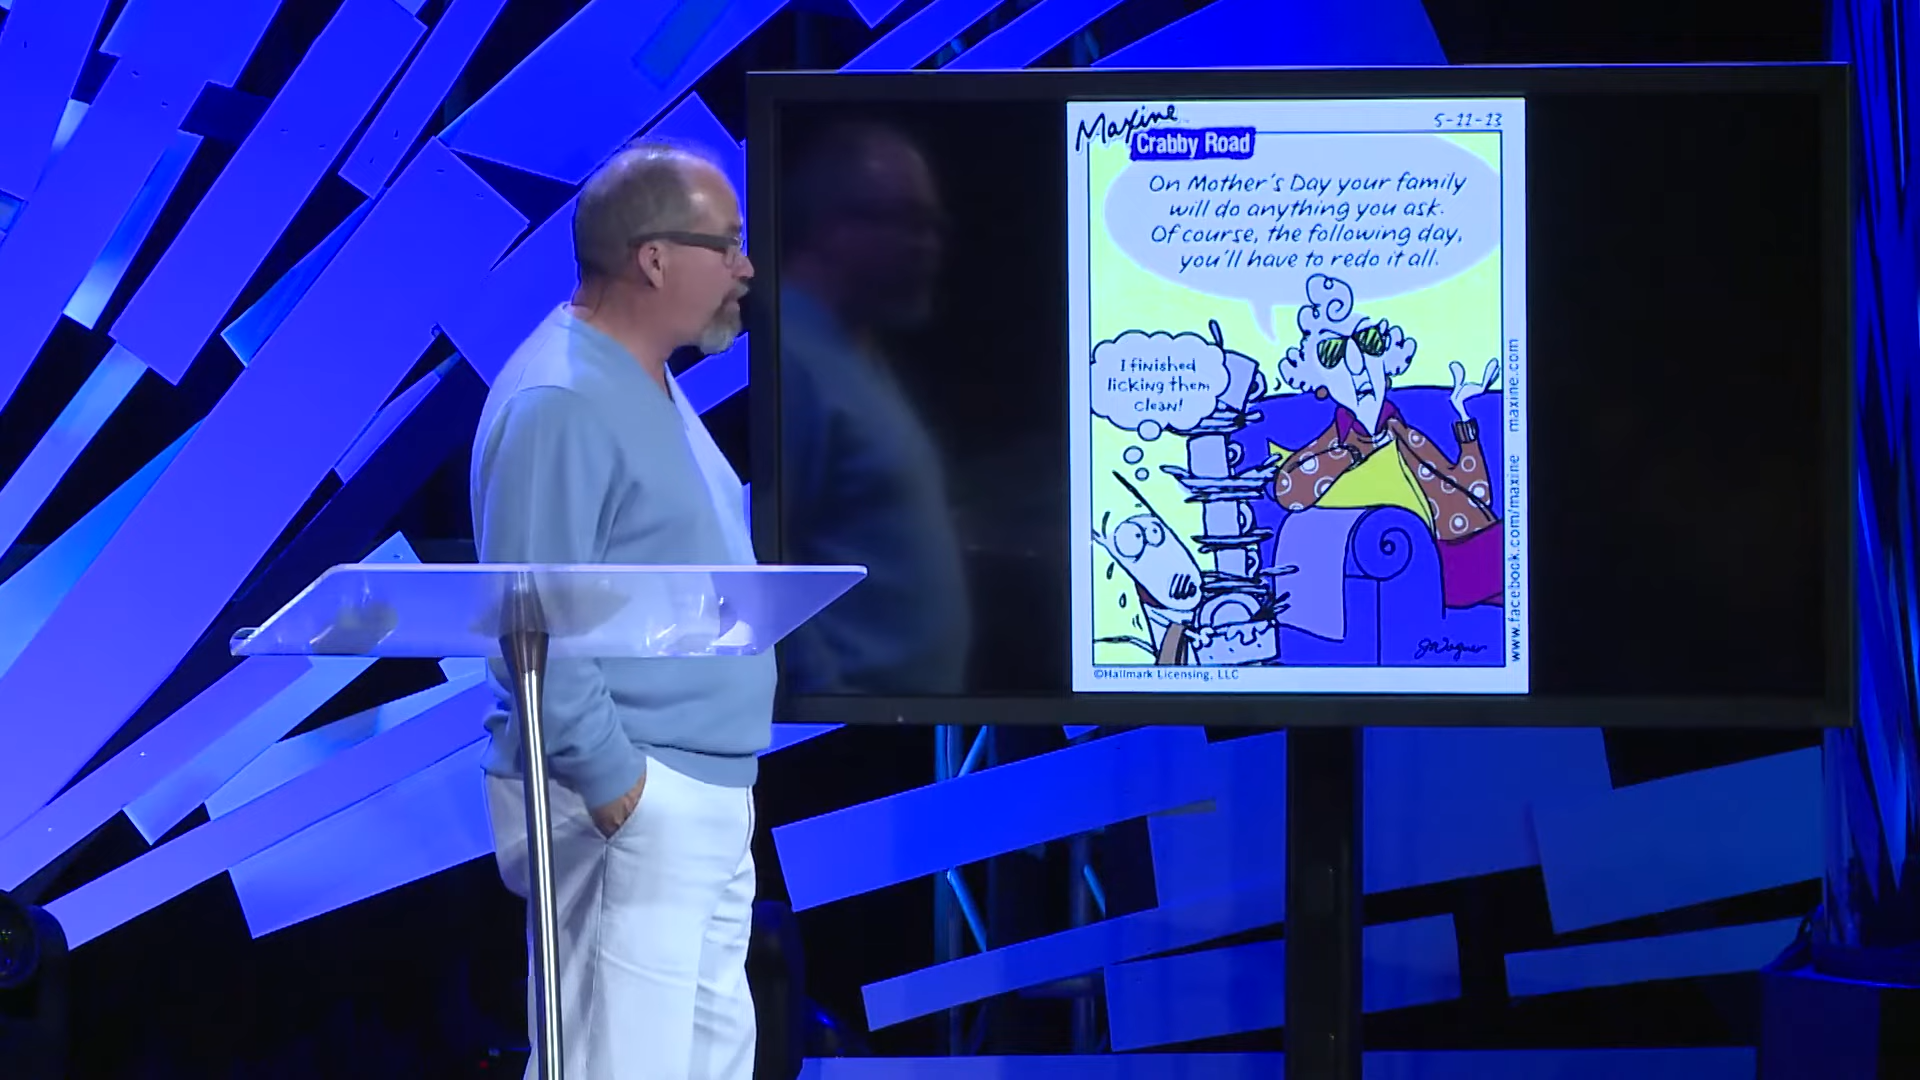 Maxine
Crabby Road
5-11-13
On Mother's Day your family
will do anything you ask.
Of course, the following day,
you'll have to redo it all.
I finished
licking them
clean!
www.facebook.com/maxine maxine.com
JWagner
©Hallmark Licensing, LLC